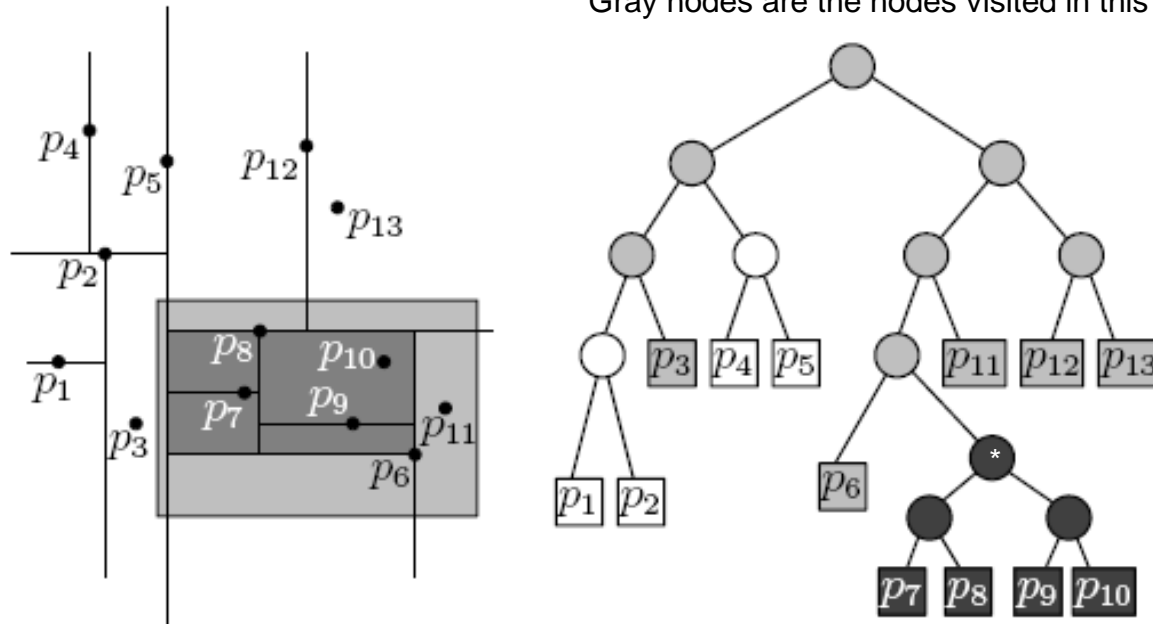 Gray nodes are the nodes visited in this
p4
p5
p12
p13
p2
p8
p10
p1
p7
p9
p3
p11
p6
p3
p4
p5
p11
p12
p13
p6
*
p1
p2
p7
p8
p9
p10